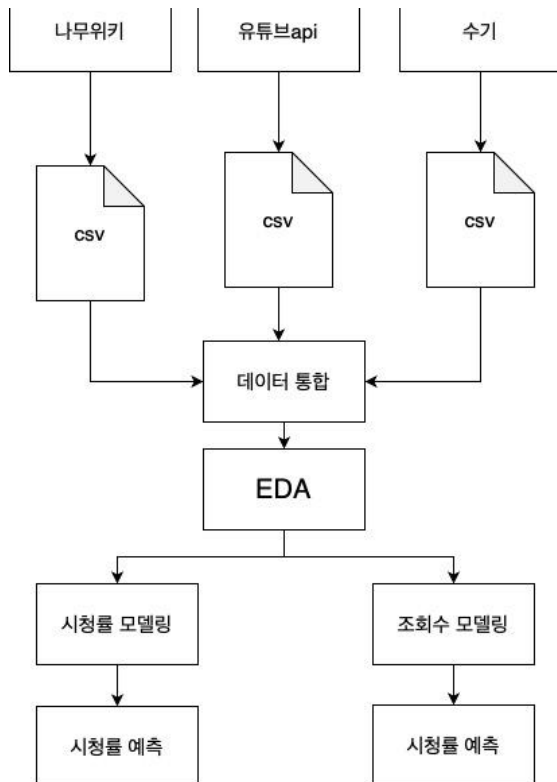 나무위키
유튜브api
수기
csv
csv
csv
데이터 통합
EDA
시청률 모델링
조회수 모델링
시청률 예측
시청률 예측